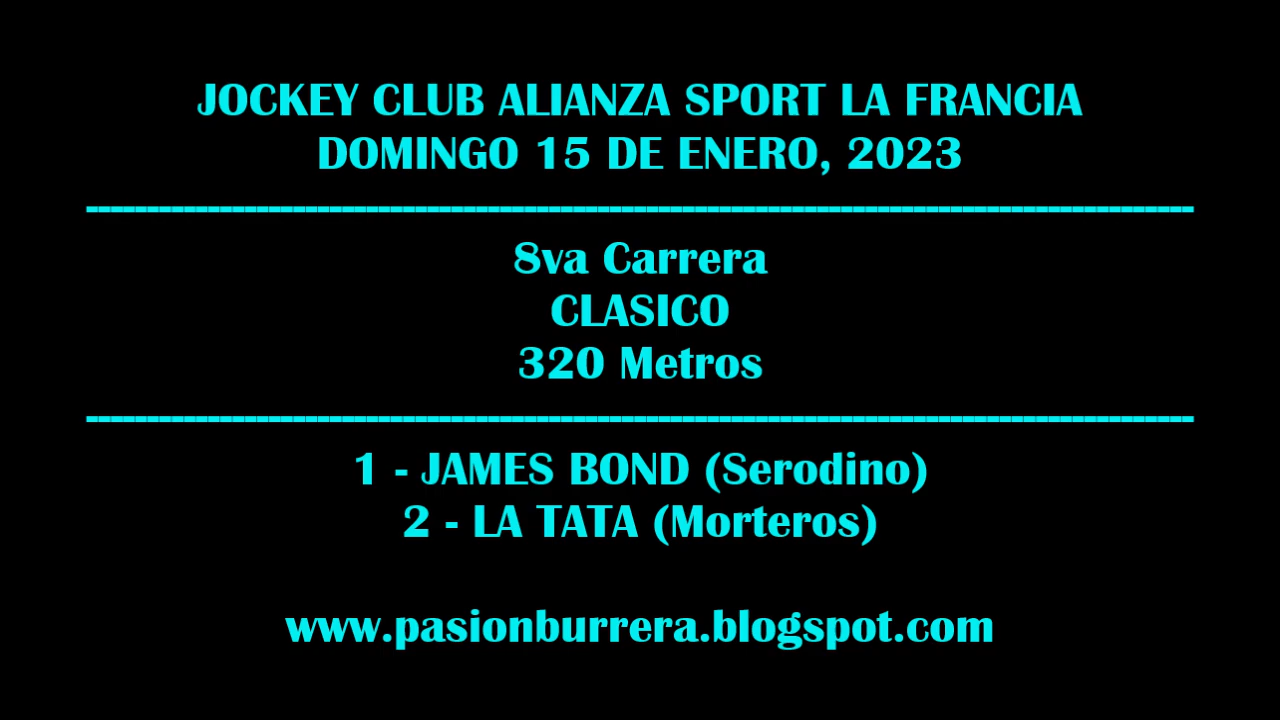 JOCKEY CLUB ALIANZA SPORT LA FRANCIA
DOMINGO 15 DE ENERO, 2023
8va Carrera
CLASICO
320 Metros
1 - JAMES BOND (Serodino)
2 - LA TATA (Morteros)
www.pasionburrera.blogspot.com